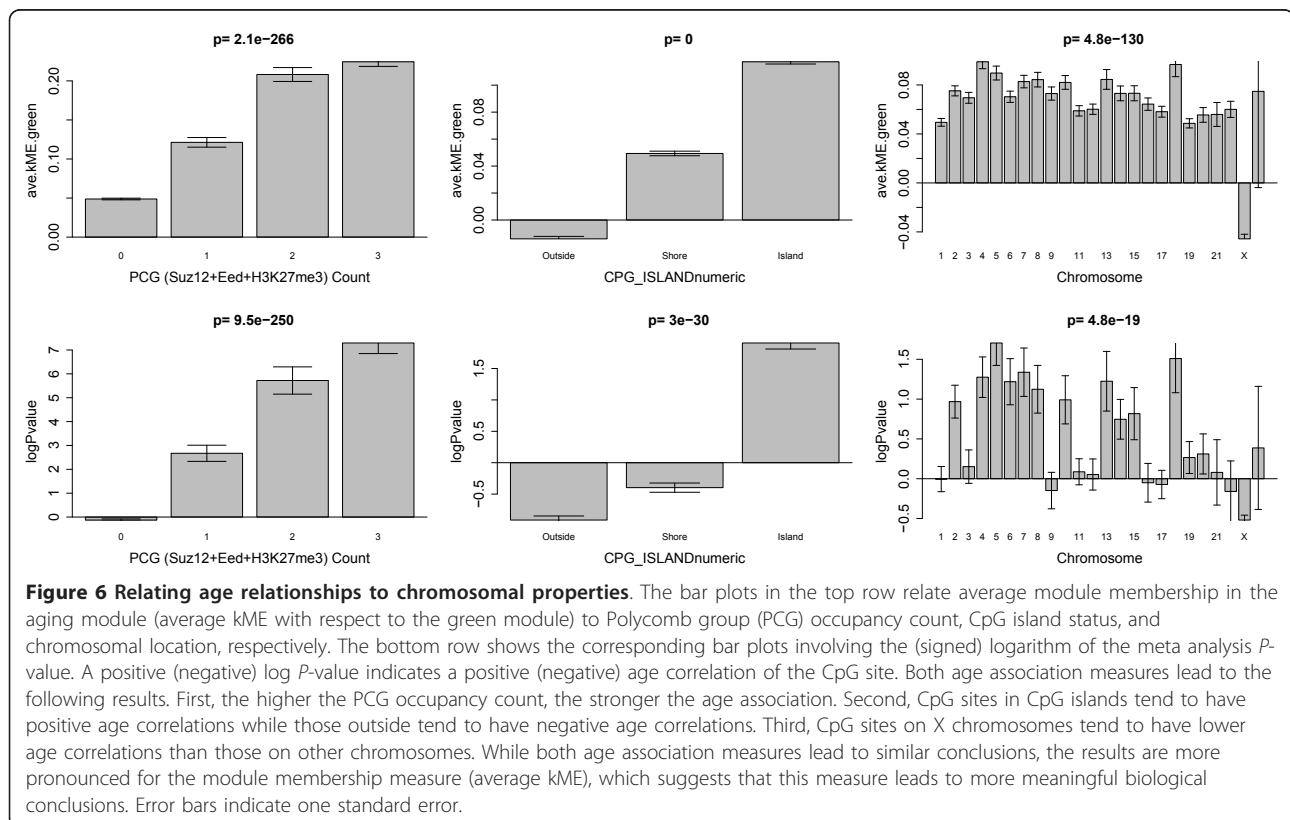 p= 2.1e−266
ave.kME.green
0.00 0.10 0.20
0 1 2 3
PCG (Suz12+Eed+H3K27me3) Count
p= 0
ave.kME.green
0.00 0.04 0.08
Outside Shore Island
CPG_ISLANDnumeric
p= 4.8e−130
ave.kME.green
−0.04 0.00 0.04 0.08
1 2 3 4 5 6 7 8 9 11 13 15 17 19 21 X
Chromosome
p= 9.5e−250
logPvalue
0 1 2 3 4 5 6 7
0 1 2 3
PCG (Suz12+Eed+H3K27me3) Count
p= 3e−30
logPvalue
−0.5 0.5 1.5
Outside Shore Island
CPG_ISLANDnumeric
p= 4.8e−19
logPvalue
−0.5 0.0 0.5 1.0 1.5
1 2 3 4 5 6 7 8 9 11 13 15 17 19 21 X
Chromosome
Figure 6 Relating age relationships to chromosomal properties. The bar plots in the top row relate average module membership in the
aging module (average kME with respect to the green module) to Polycomb group (PCG) occupancy count, CpG island status, and
chromosomal location, respectively. The bottom row shows the corresponding bar plots involving the (signed) logarithm of the meta analysis P-
value. A positive (negative) log P-value indicates a positive (negative) age correlation of the CpG site. Both age association measures lead to the
following results. First, the higher the PCG occupancy count, the stronger the age association. Second, CpG sites in CpG islands tend to have
positive age correlations while those outside tend to have negative age correlations. Third, CpG sites on X chromosomes tend to have lower
age correlations than those on other chromosomes. While both age association measures lead to similar conclusions, the results are more
pronounced for the module membership measure (average kME), which suggests that this measure leads to more meaningful biological
conclusions. Error bars indicate one standard error.